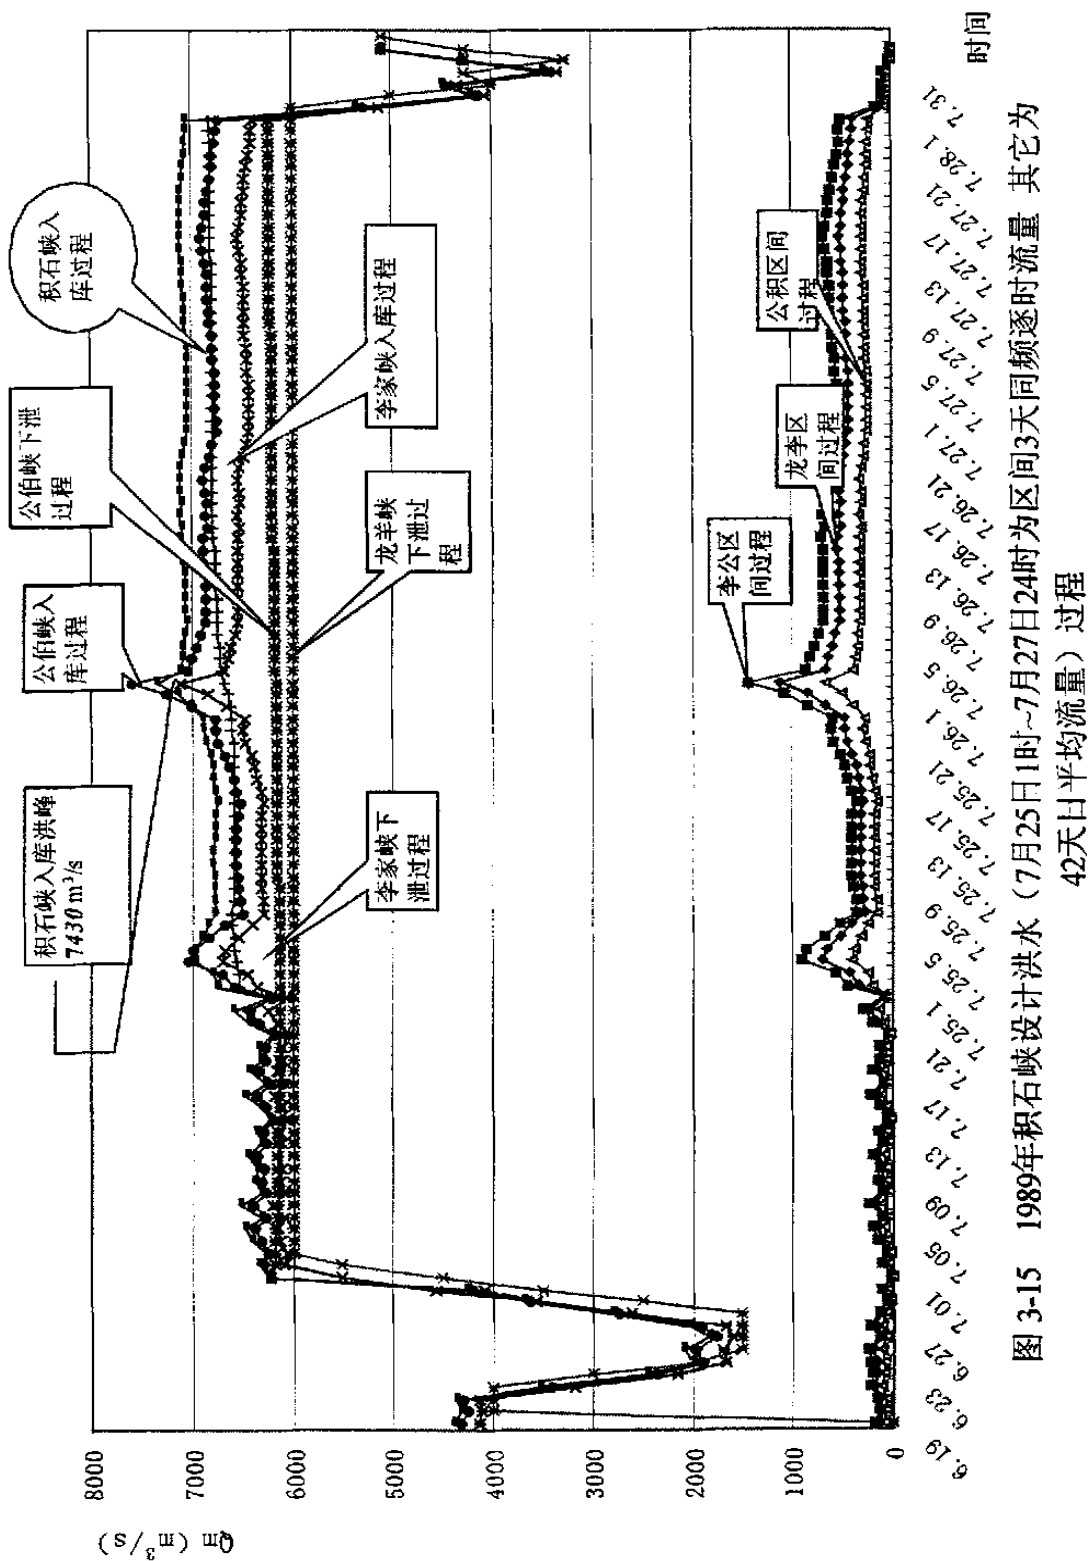 Qm (m³/s)
8000
7000
6000
5000
4000
3000
2000
1000
0
积石峡入库洪峰
7430 m³/s
公伯峡入
库过程
公伯峡下泄
过程
积石峡入
库过程
李家峡下
泄过程
龙羊峡
下泄过
程
李家峡入库过程
李公区
间过程
龙李区
间过程
公积区间
过程
6.19
6.23
6.27
7.01
7.05
7.09
7.13
7.17
7.21
7.25.1
7.25.5
7.25.9
7.25.13
7.25.17
7.25.21
7.26.1
7.26.5
7.26.9
7.26.13
7.26.17
7.26.21
7.27.1
7.27.5
7.27.9
7.27.13
7.27.17
7.27.21
7.28.1
7.31
时间
图 3-15 1989年积石峡设计洪水（7月25日1时~7月27日24时为区间3天同频逐时流量 其它为
42天日平均流量）过程